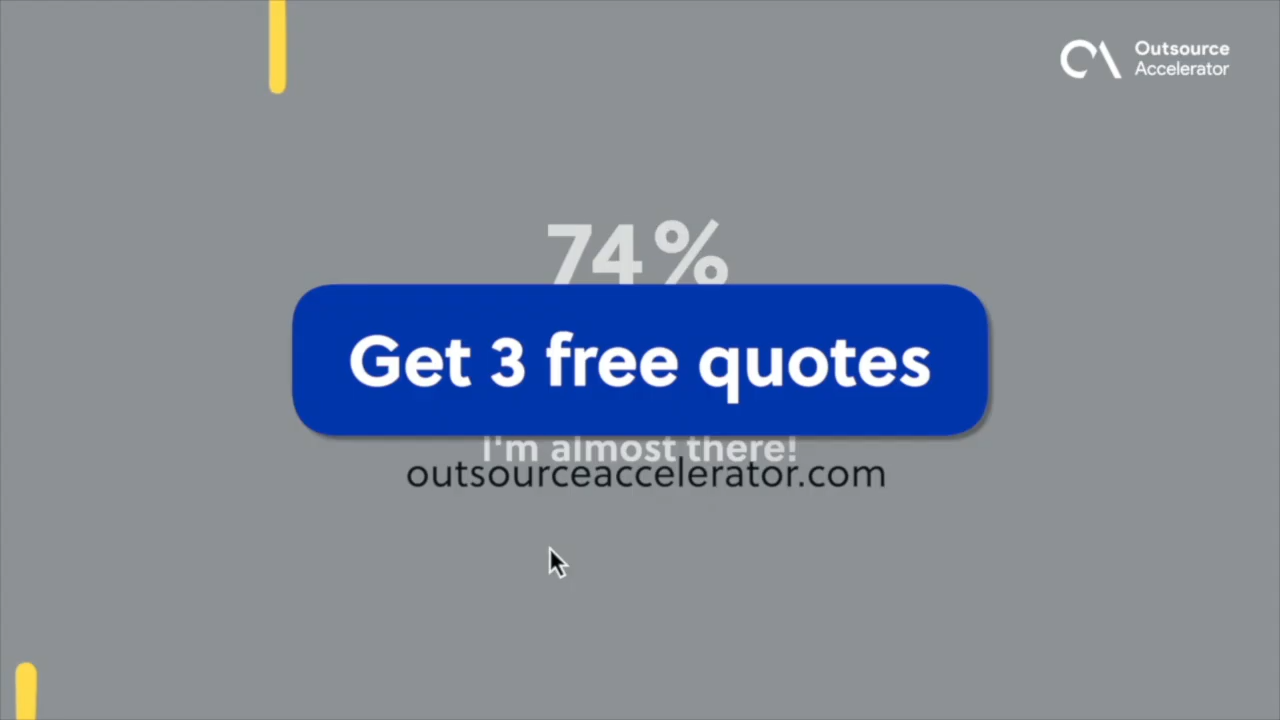 Outsource
Accelerator
74%
Get 3 free quotes
I'm almost there!
outsourceaccelerator.com